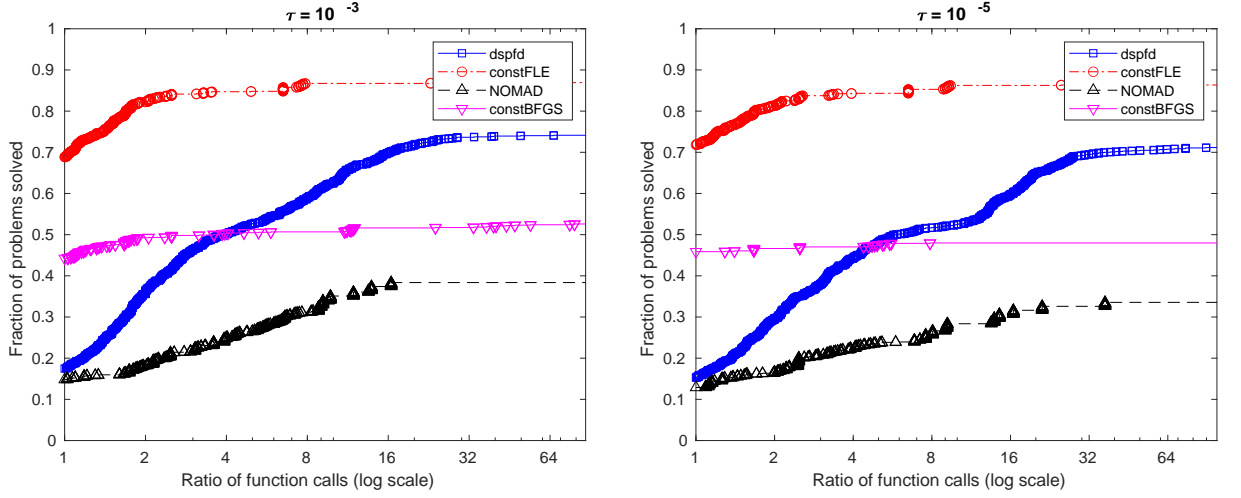 τ = 10 -3
1
0.9
0.8
0.7
0.6
0.5
0.4
0.3
0.2
0.1
0
Fraction of problems solved
1 2 4 8 16 32 64
Ratio of function calls (log scale)
dspfd
constFLE
NOMAD
constBFGS
τ = 10 -5
1
0.9
0.8
0.7
0.6
0.5
0.4
0.3
0.2
0.1
0
Fraction of problems solved
1 2 4 8 16 32 64
Ratio of function calls (log scale)
dspfd
constFLE
NOMAD
constBFGS